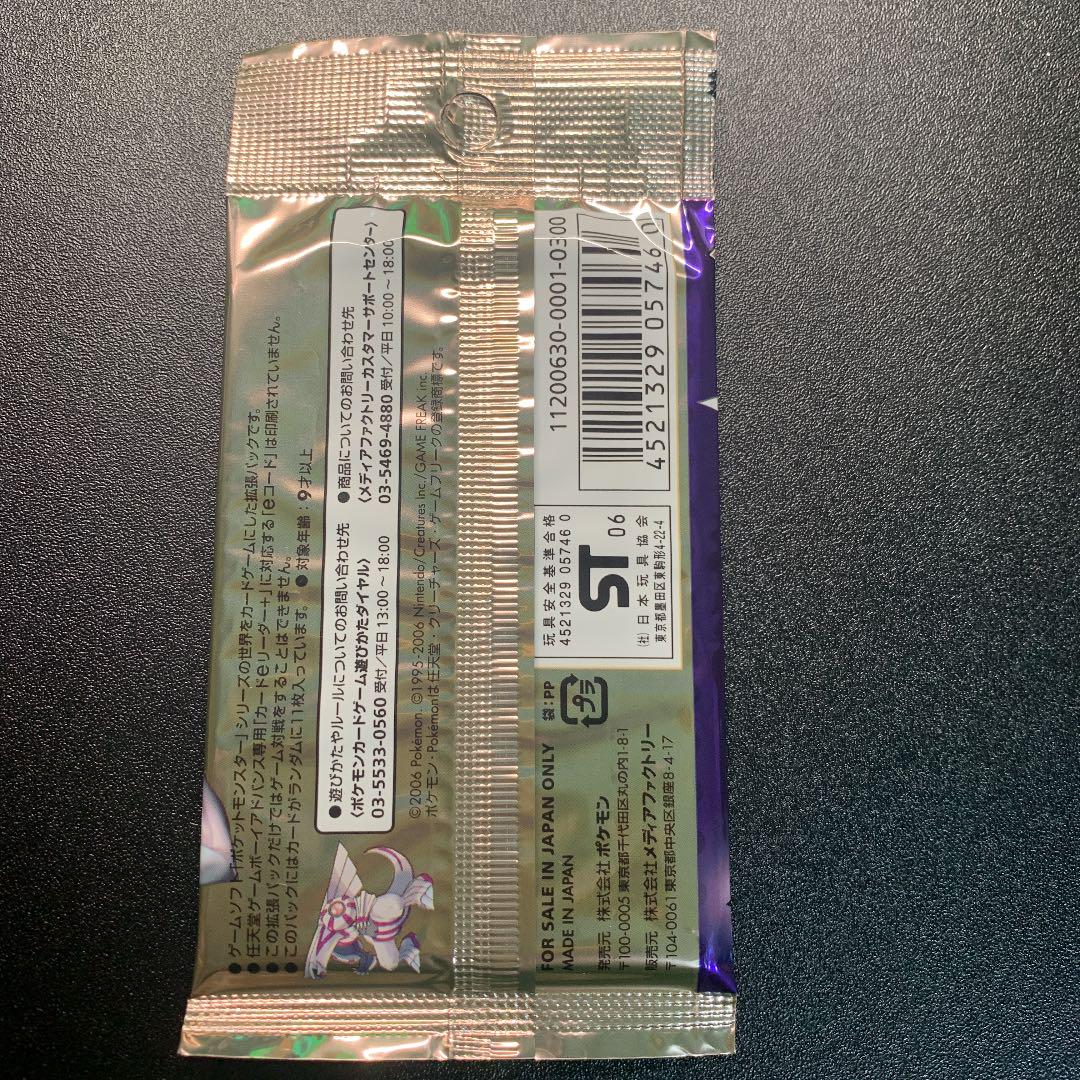 ●ゲームソフト「ポケットモンスター」シリーズの世界をカードゲームにした拡張パックです。
任天堂ゲームボーイアドバンス専用「カードeリーダー+」に対応する「eコード」は印刷されていません。
●この拡張パックだけではゲーム対戦をすることはできません。
●このパックにはカードがランダムに11枚入っています。 ●対象年齢：9才以上
●遊びかたやルールについてのお問い合わせ先
〈ポケモンカードゲーム遊びかたダイヤル〉
03-5533-0560 受付／平日13:00～18:00
●商品についてのお問い合わせ先
〈メディアファクトリーカスタマーサポートセンター〉
03-5469-4880 受付／平日10:00～18:00
©2006 Pokémon. ©1995-2006 Nintendo/Creatures Inc./GAME FREAK inc.
ポケモン・Pokémonは任天堂・クリーチャーズ・ゲームフリークの登録商標です。
FOR SALE IN JAPAN ONLY
MADE IN JAPAN
袋：PP
プラ
発売元 株式会社ポケモン
〒100-0005 東京都千代田区丸の内1-8-1
販売元 株式会社メディアファクトリー
〒104-0061 東京都中央区銀座8-4-17
玩具安全基準合格
4521329 05746 0
ST 06
(社)日本玩具協会
東京都墨田区東駒形4-22-4
11200630-0001-0300
4521329 057460